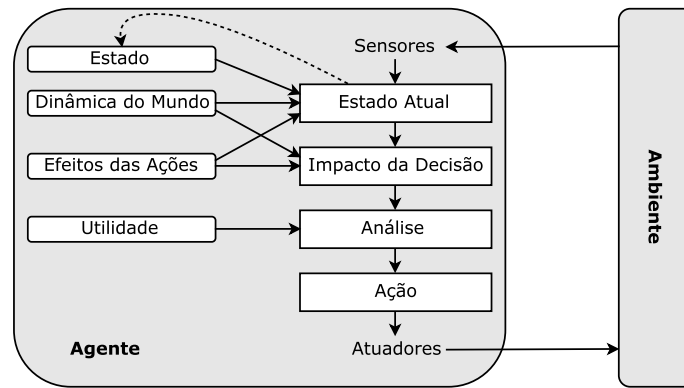 Sensores
Estado
Dinâmica do Mundo
Estado Atual
Efeitos das Ações
Impacto da Decisão
Utilidade
Análise
Ação
Agente
Atuadores
Ambiente